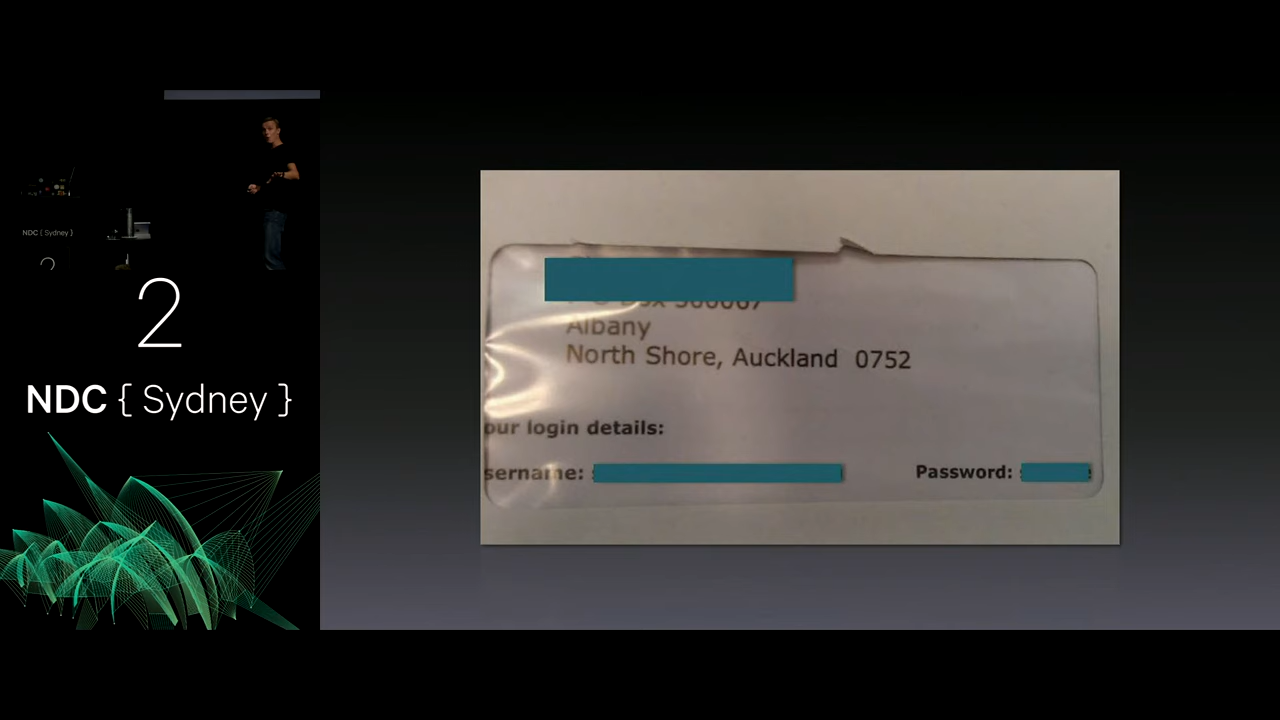 NDC { Sydney }
2
NDC { Sydney }
Albany
North Shore, Auckland 0752
our login details:
sername:
Password: